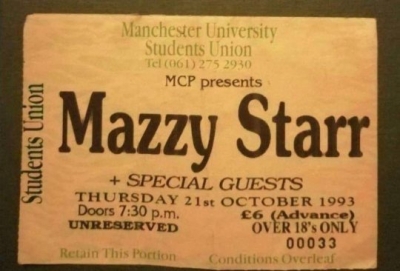 Manchester University
Students Union
Tel (061) 275 2930
MCP presents
Students Union
Mazzy Starr
+ SPECIAL GUESTS
THURSDAY 21st OCTOBER 1993
Doors 7:30 p.m.
£6 (Advance)
UNRESERVED
OVER 18's ONLY
00033
Retain This Portion
Conditions Overleaf